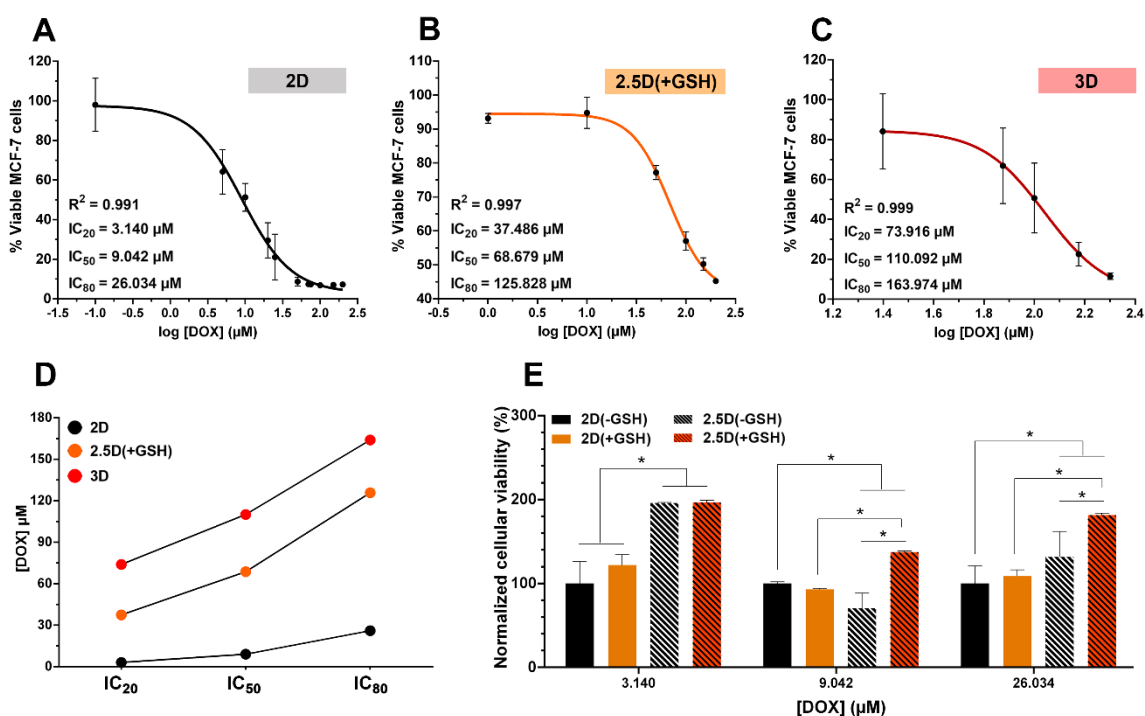 A
2D
% Viable MCF-7 cells
120
100
80
60
40
20
0
R² = 0.991
IC₂₀ = 3.140 µM
IC₅₀ = 9.042 µM
IC₈₀ = 26.034 µM
-1.5 -1.0 -0.5 0.0 0.5 1.0 1.5 2.0 2.5
log [DOX] (µM)
B
2.5D(+GSH)
% Viable MCF-7 cells
110
100
90
80
70
60
50
40
R² = 0.997
IC₂₀ = 37.486 µM
IC₅₀ = 68.679 µM
IC₈₀ = 125.828 µM
-0.5 0.0 0.5 1.0 1.5 2.0 2.5
log [DOX] (µM)
C
3D
% Viable MCF-7 cells
120
100
80
60
40
20
0
R² = 0.999
IC₂₀ = 73.916 µM
IC₅₀ = 110.092 µM
IC₈₀ = 163.974 µM
1.2 1.4 1.6 1.8 2.0 2.2 2.4
log [DOX] (µM)
D
2D
2.5D(+GSH)
3D
[DOX] µM
180
150
120
90
60
30
0
IC₂₀ IC₅₀ IC₈₀
E
2D(-GSH) 2.5D(-GSH)
2D(+GSH) 2.5D(+GSH)
Normalized cellular viability (%)
300
200
100
0
*
* * *
* * *
3.140 9.042 26.034
[DOX] (µM)